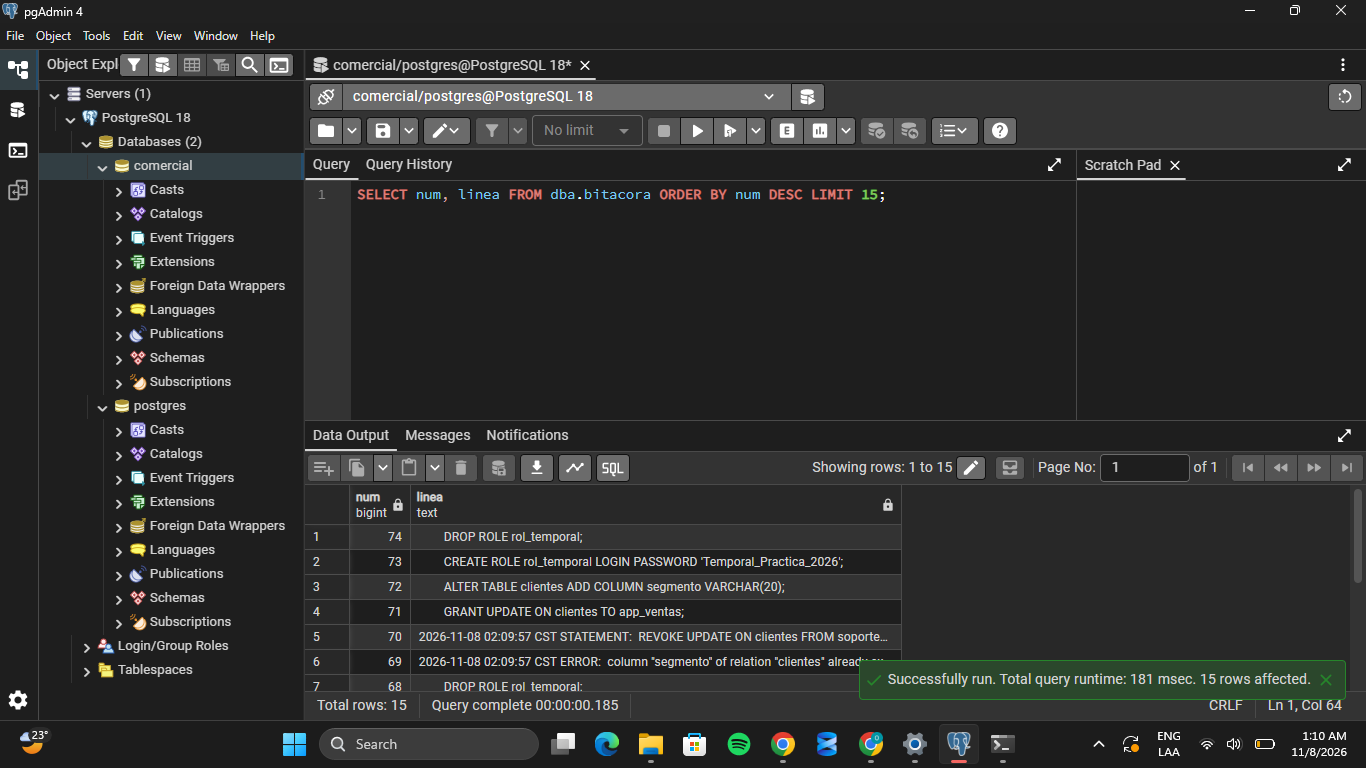 pgAdmin 4
File Object Tools Edit View Window Help
Object Expl
comercial/postgres@PostgreSQL 18*
comercial/postgres@PostgreSQL 18
No limit
E
SQL
Servers (1)
PostgreSQL 18
Databases (2)
comercial
Casts
Catalogs
Event Triggers
Extensions
Foreign Data Wrappers
Languages
Publications
Schemas
Subscriptions
postgres
Casts
Catalogs
Event Triggers
Extensions
Foreign Data Wrappers
Languages
Publications
Schemas
Subscriptions
Login/Group Roles
Tablespaces
Query Query History
Scratch Pad
1 SELECT num, linea FROM dba.bitacora ORDER BY num DESC LIMIT 15;
Data Output Messages Notifications
Showing rows: 1 to 15 Page No: 1 of 1
num linea
bigint text
1 74 DROP ROLE rol_temporal;
2 73 CREATE ROLE rol_temporal LOGIN PASSWORD 'Temporal_Practica_2026';
3 72 ALTER TABLE clientes ADD COLUMN segmento VARCHAR(20);
4 71 GRANT UPDATE ON clientes TO app_ventas;
5 70 2026-11-08 02:09:57 CST STATEMENT: REVOKE UPDATE ON clientes FROM soporte...
6 69 2026-11-08 02:09:57 CST ERROR: column "segmento" of relation "clientes"
7 68 DROP ROLE rol_temporal;
Successfully run. Total query runtime: 181 msec. 15 rows affected.
Total rows: 15 Query complete 00:00:00.185 CRLF Ln 1, Col 64
23°
Search
ENG
LAA
1:10 AM
11/8/2026